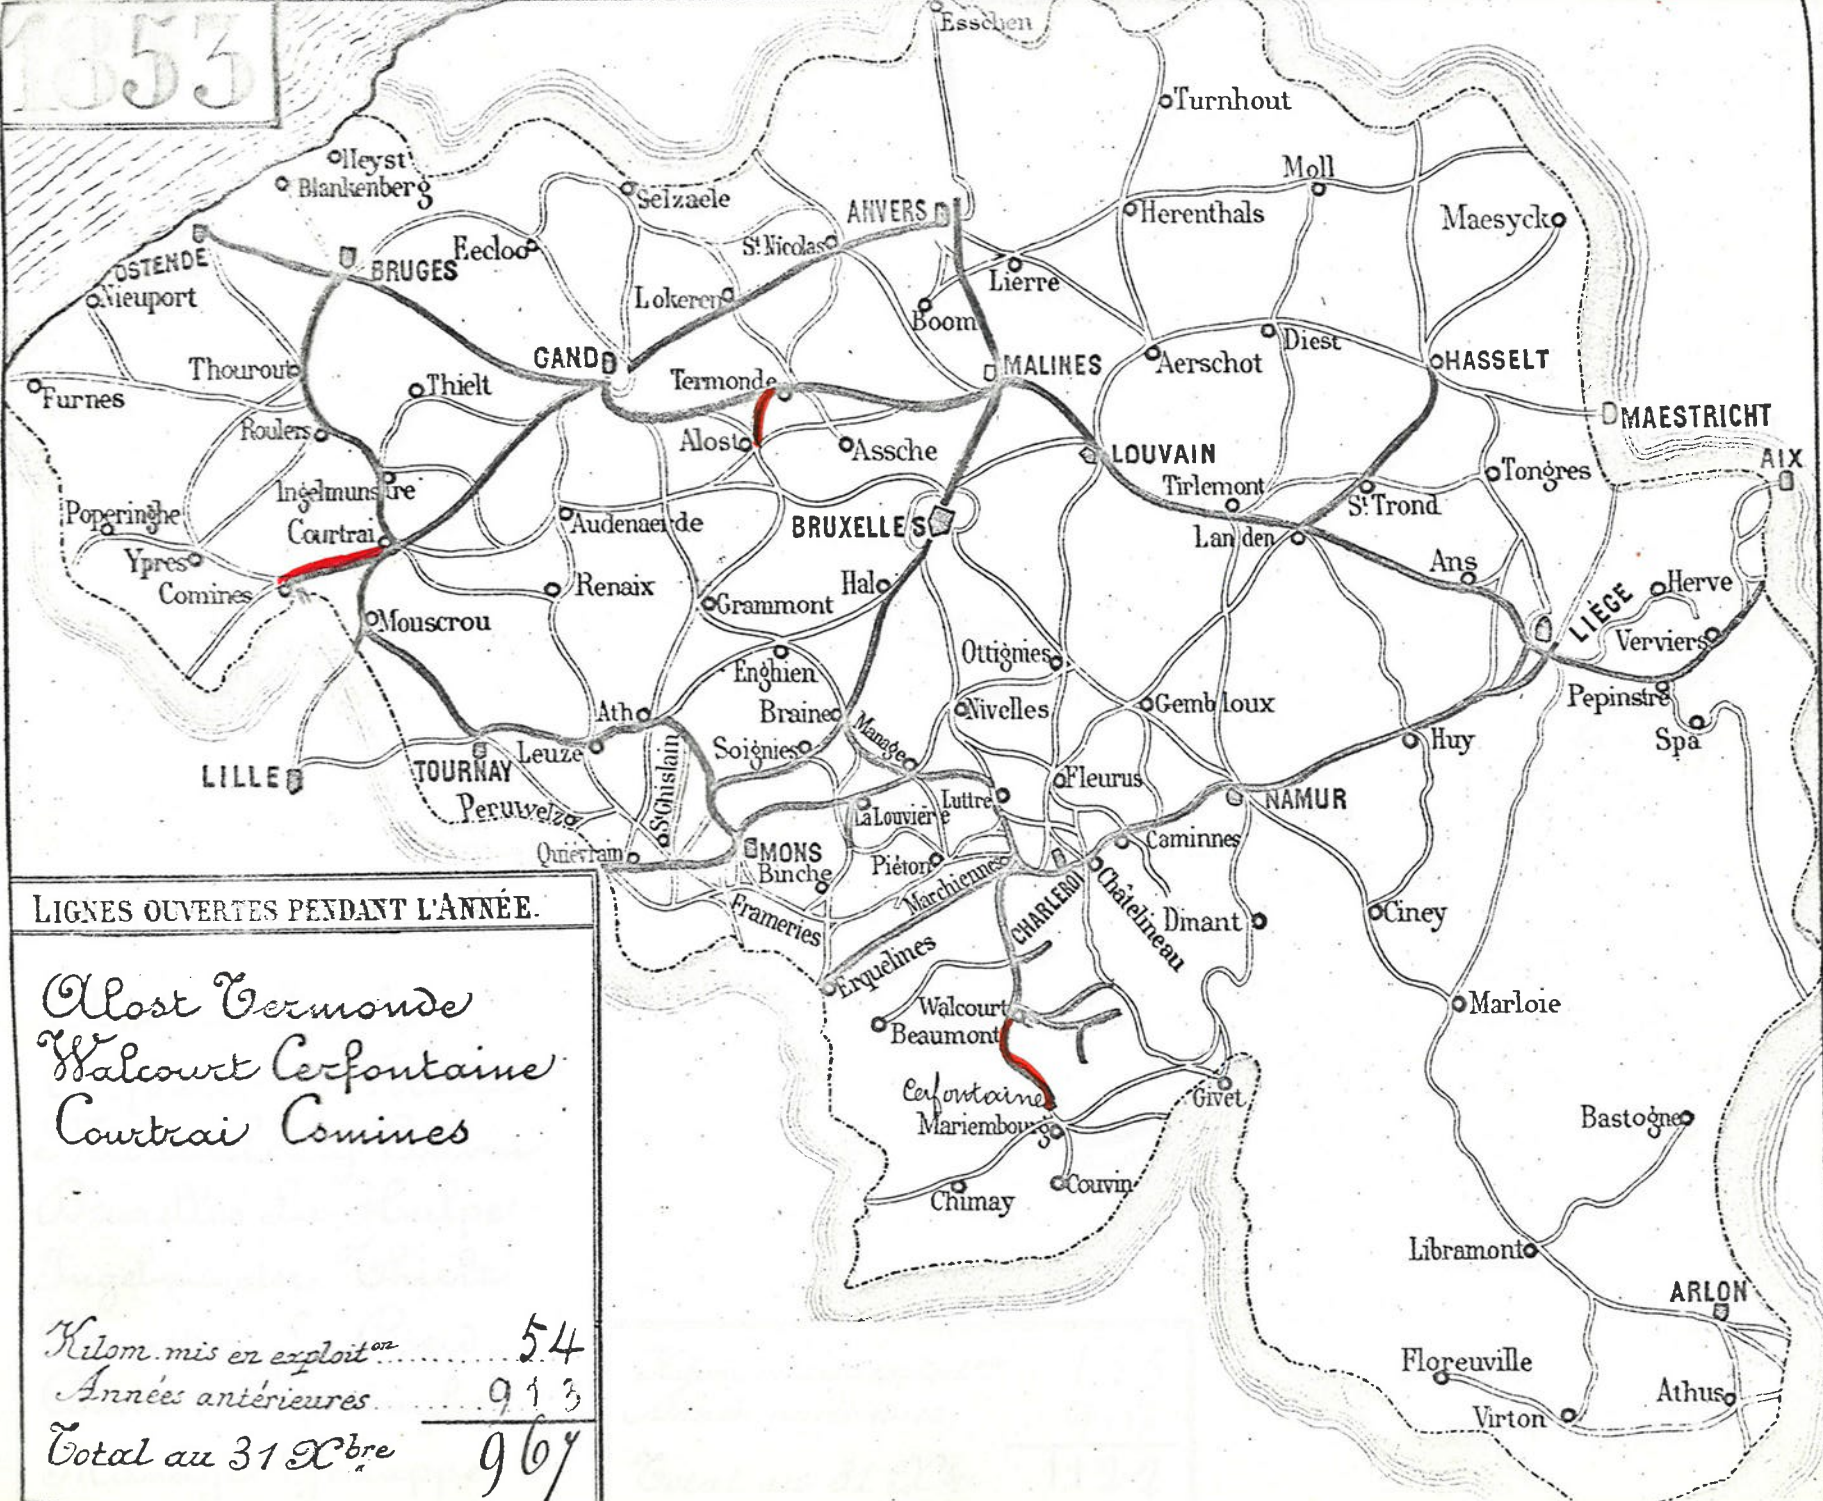 1853
Esschen
Turnhout
Heyst
Blankenberg
Selzaele
Moll
ANVERS
Herenthals
Maesyck
OSTENDE
BRUGES
Eecloo
St Nicolas
Nieuport
Lokeren
Lierre
Boom
Diest
GAND
MALINES
Aerschot
HASSELT
Thourout
Thielt
Termonde
Furnes
MAESTRICHT
Roulers
Alost
Assche
LOUVAIN
AIX
Ingelmunstre
Tirlemont
Tongres
St Trond
Poperinghe
Courtrai
Audenaerde
BRUXELLES
Landen
Ypres
Ans
Comines
Renaix
Hal
Herve
Grammont
LIÉGE
Mouscrou
Verviers
Ottignies
Enghien
Pepinstre
Ath
Braine
Nivelles
Gembloux
Manage
Leuze
Soignies
Huy
Spa
LILLE
TOURNAY
St Ghislain
Fleurus
Peruwelz
La Louvière
Luttre
NAMUR
Quiévrain
MONS
Caminnes
Binche
Piéton
Marchiennes
CHARLEROI
Châtelineau
Frameries
Dinant
Ciney
Erquelines
Walcourt
Marloie
Beaumont
Cerfontaine
Givet
Mariembourg
Bastogne
Couvin
Chimay
Libramont
ARLON
Floreuville
Athus
Virton
LIGNES OUVERTES PENDANT L'ANNÉE.
Alost Termonde
Walcourt Cerfontaine
Courtrai Comines
Kilom. mis en exploiton 54
Années antérieures 913
Total au 31 Xbre 967